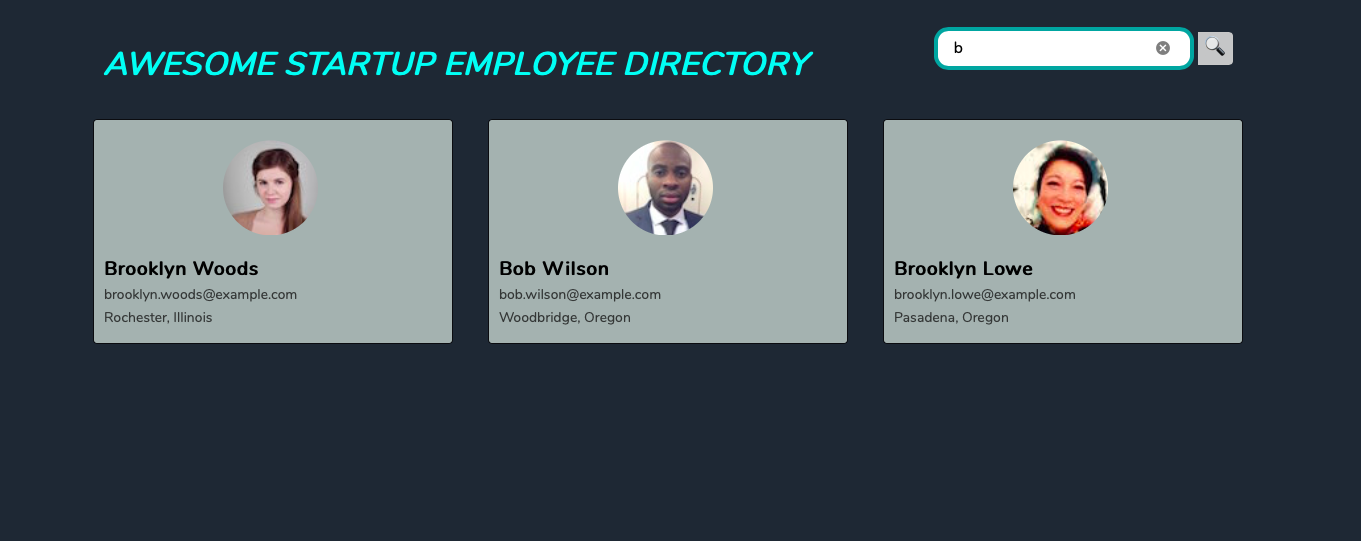 AWESOME STARTUP EMPLOYEE DIRECTORY
b
Brooklyn Woods
brooklyn.woods@example.com
Rochester, Illinois
Bob Wilson
bob.wilson@example.com
Woodbridge, Oregon
Brooklyn Lowe
brooklyn.lowe@example.com
Pasadena, Oregon